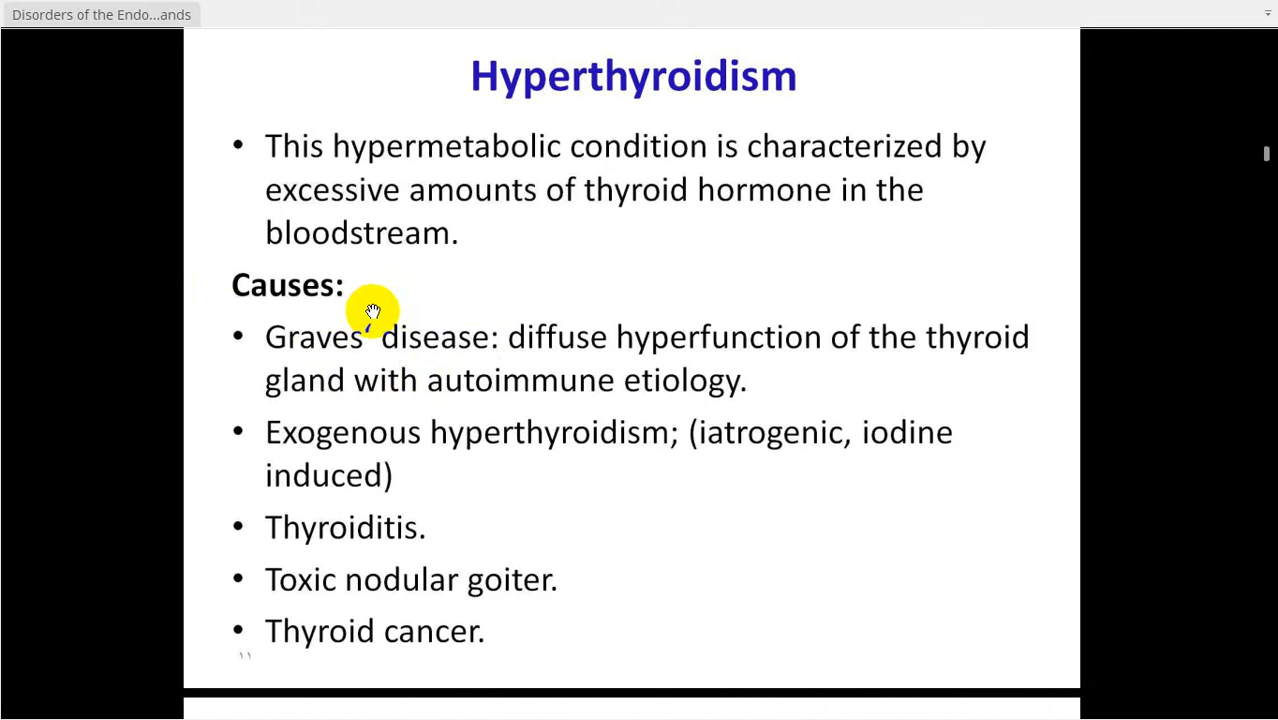 Disorders of the Endo...ands
Hyperthyroidism
• This hypermetabolic condition is characterized by
excessive amounts of thyroid hormone in the
bloodstream.
Causes:
• Graves‘ disease: diffuse hyperfunction of the thyroid
gland with autoimmune etiology.
• Exogenous hyperthyroidism; (iatrogenic, iodine
induced)
• Thyroiditis.
• Toxic nodular goiter.
• Thyroid cancer.
١١